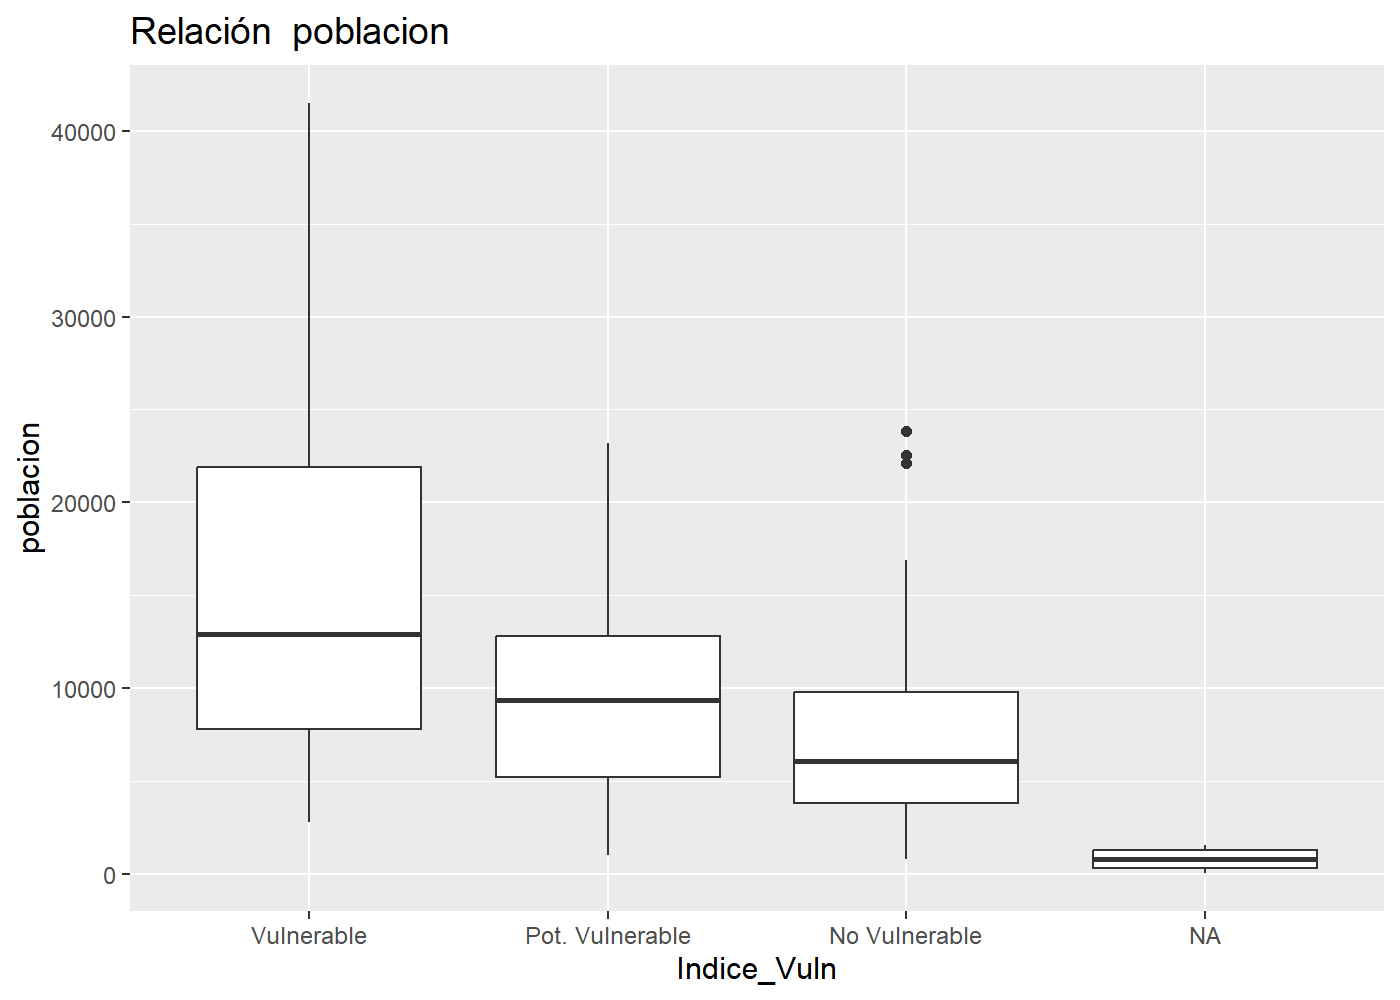 Relación  poblacion
40000
30000
20000
10000
0
poblacion
Vulnerable
Pot. Vulnerable
No Vulnerable
NA
Indice_Vuln